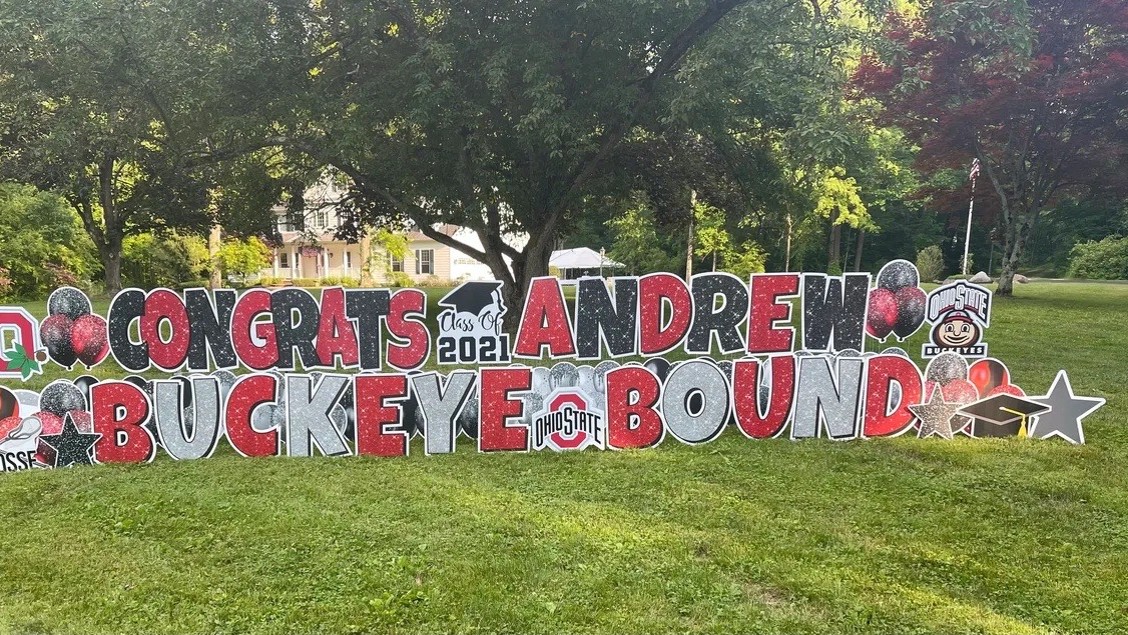 CONGRATS Class Of 2021 ANDREW
OHIO STATE
BUCKEYES
BUCKEYE OHIO STATE BOUND